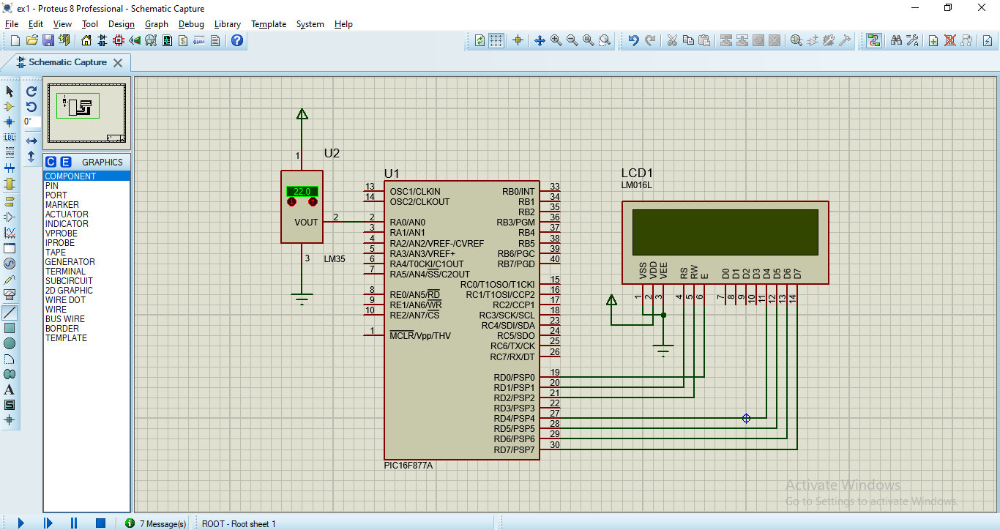 ex1 - Proteus 8 Professional - Schematic Capture
File Edit View Tool Design Graph Debug Library Template System Help
Schematic Capture
0°
LBL
C E GRAPHICS
COMPONENT
PIN
PORT
MARKER
ACTUATOR
INDICATOR
VPROBE
IPROBE
TAPE
GENERATOR
TERMINAL
SUBCIRCUIT
2D GRAPHIC
WIRE DOT
WIRE
BUS WIRE
BORDER
TEMPLATE
A
S
U2
1
22.0
VOUT
2
3
LM35
U1
13 OSC1/CLKIN
14 OSC2/CLKOUT
2 RA0/AN0
3 RA1/AN1
4 RA2/AN2/VREF-/CVREF
5 RA3/AN3/VREF+
6 RA4/T0CKI/C1OUT
7 RA5/AN4/SS/C2OUT
8 RE0/AN5/RD
9 RE1/AN6/WR
10 RE2/AN7/CS
1 MCLR/Vpp/THV
RB0/INT 33
RB1 34
RB2 35
RB3/PGM 36
RB4 37
RB5 38
RB6/PGC 39
RB7/PGD 40
RC0/T1OSO/T1CKI 15
RC1/T1OSI/CCP2 16
RC2/CCP1 17
RC3/SCK/SCL 18
RC4/SDI/SDA 23
RC5/SDO 24
RC6/TX/CK 25
RC7/RX/DT 26
RD0/PSP0 19
RD1/PSP1 20
RD2/PSP2 21
RD3/PSP3 22
RD4/PSP4 27
RD5/PSP5 28
RD6/PSP6 29
RD7/PSP7 30
PIC16F877A
LCD1
LM016L
VSS VDD VEE RS RW E D0 D1 D2 D3 D4 D5 D6 D7
1 2 3 4 5 6 7 8 9 10 11 12 13 14
Activate Windows
Go to Settings to activate Windows.
7 Message(s) ROOT - Root sheet 1